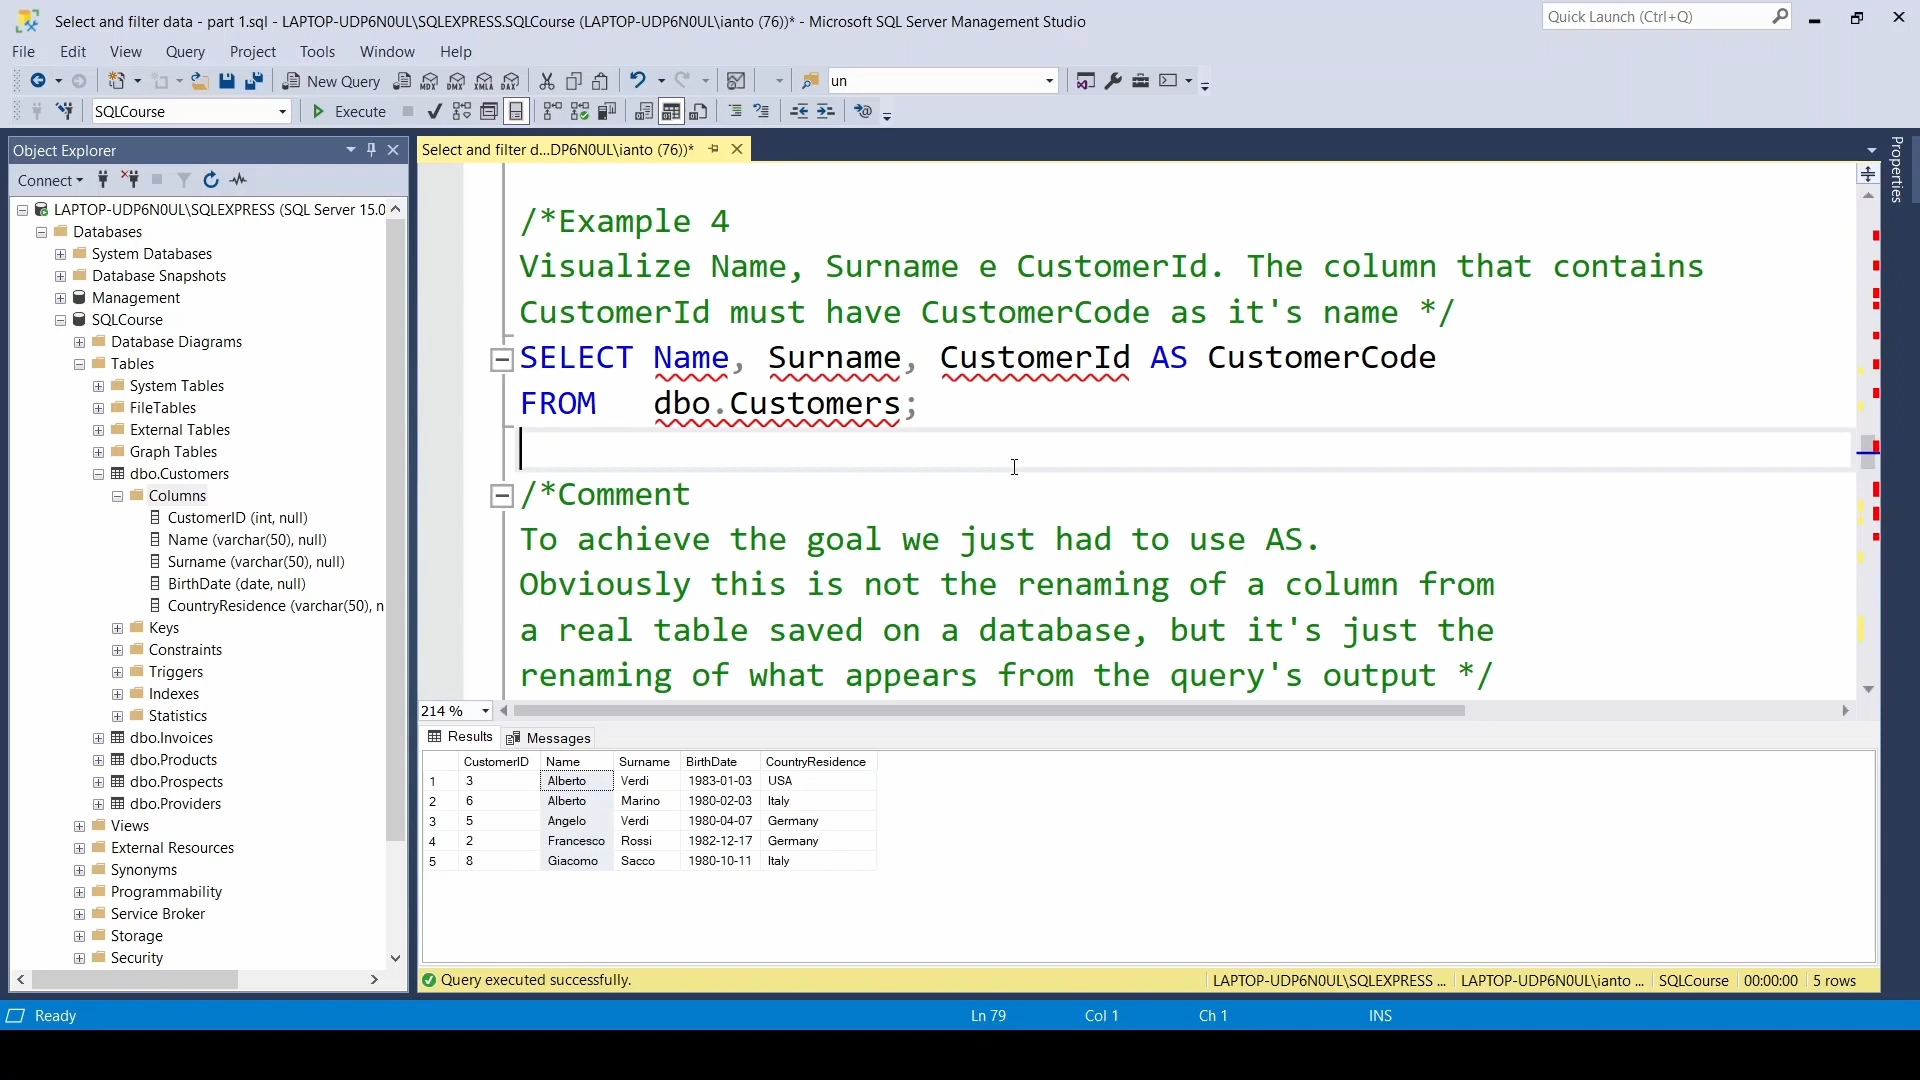 Select and filter data - part 1.sql - LAPTOP-UDP6N0UL\SQLEXPRESS.SQLCourse (LAPTOP-UDP6N0UL\ianto (76))* - Microsoft SQL Server Management Studio
Quick Launch (Ctrl+Q)
File Edit View Query Project Tools Window Help
New Query
MDX DMX XMLA DAX
un
SQLCourse
Execute
Object Explorer
Connect
LAPTOP-UDP6N0UL\SQLEXPRESS (SQL Server 15.0
Databases
System Databases
Database Snapshots
Management
SQLCourse
Database Diagrams
Tables
System Tables
FileTables
External Tables
Graph Tables
dbo.Customers
Columns
CustomerID (int, null)
Name (varchar(50), null)
Surname (varchar(50), null)
BirthDate (date, null)
CountryResidence (varchar(50), n
Keys
Constraints
Triggers
Indexes
Statistics
dbo.Invoices
dbo.Products
dbo.Prospects
dbo.Providers
Views
External Resources
Synonyms
Programmability
Service Broker
Storage
Security
Select and filter d...DP6N0UL\ianto (76))*
/*Example 4
Visualize Name, Surname e CustomerId. The column that contains
CustomerId must have CustomerCode as it's name */
SELECT Name, Surname, CustomerId AS CustomerCode
FROM dbo.Customers;
/*Comment
To achieve the goal we just had to use AS.
Obviously this is not the renaming of a column from
a real table saved on a database, but it's just the
renaming of what appears from the query's output */
214 %
Results Messages
CustomerID Name Surname BirthDate CountryResidence
1 3 Alberto Verdi 1983-01-03 USA
2 6 Alberto Marino 1980-02-03 Italy
3 5 Angelo Verdi 1980-04-07 Germany
4 2 Francesco Rossi 1982-12-17 Germany
5 8 Giacomo Sacco 1980-10-11 Italy
Query executed successfully.
LAPTOP-UDP6N0UL\SQLEXPRESS ... LAPTOP-UDP6N0UL\ianto ... SQLCourse 00:00:00 5 rows
Ready
Ln 79 Col 1 Ch 1 INS
Properties